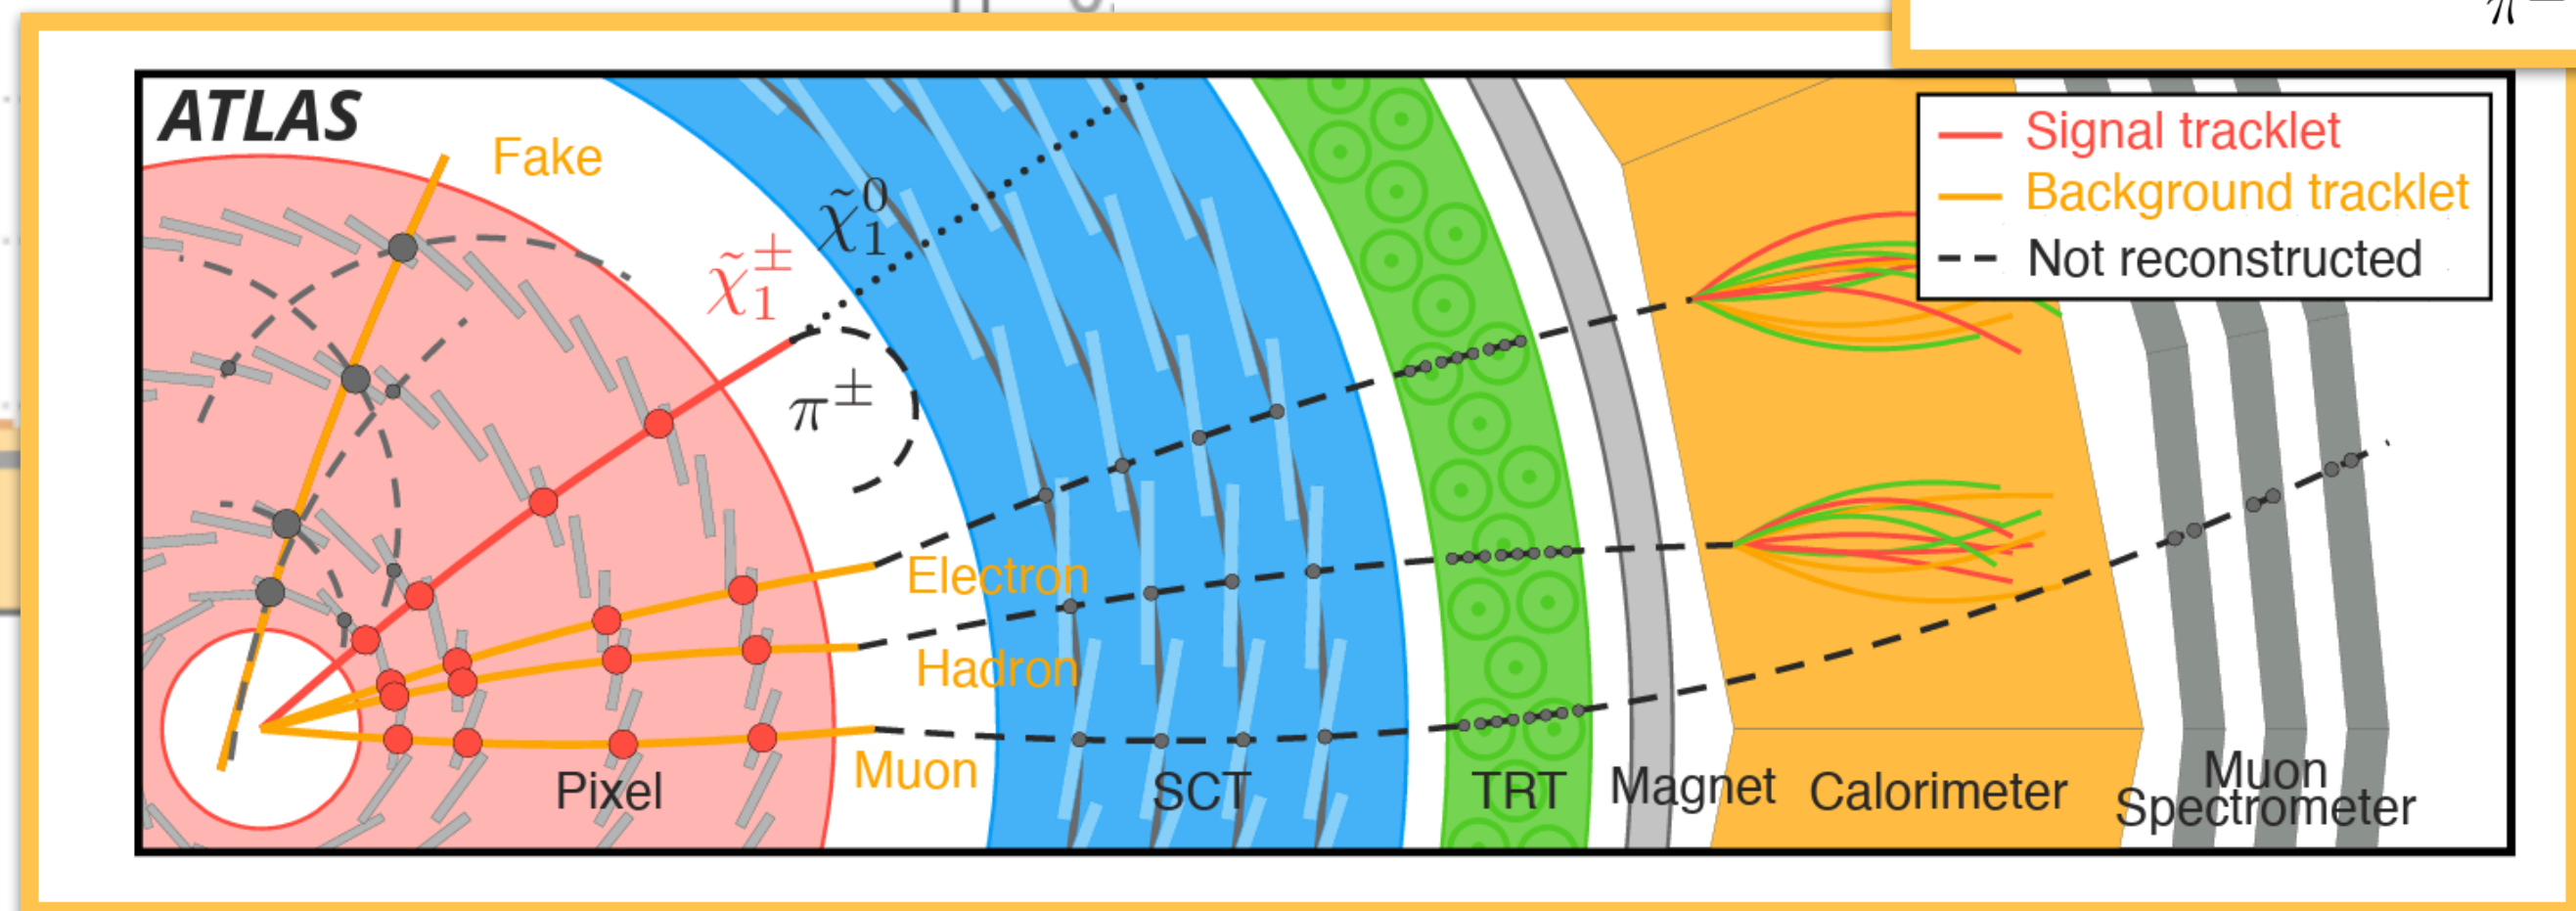 π
ATLAS
Fake
Signal tracklet
Background tracklet
Not reconstructed
χ̃₁⁰
χ̃₁±
π±
Electron
Hadron
Muon
Pixel
SCT
TRT
Magnet
Calorimeter
Muon
Spectrometer